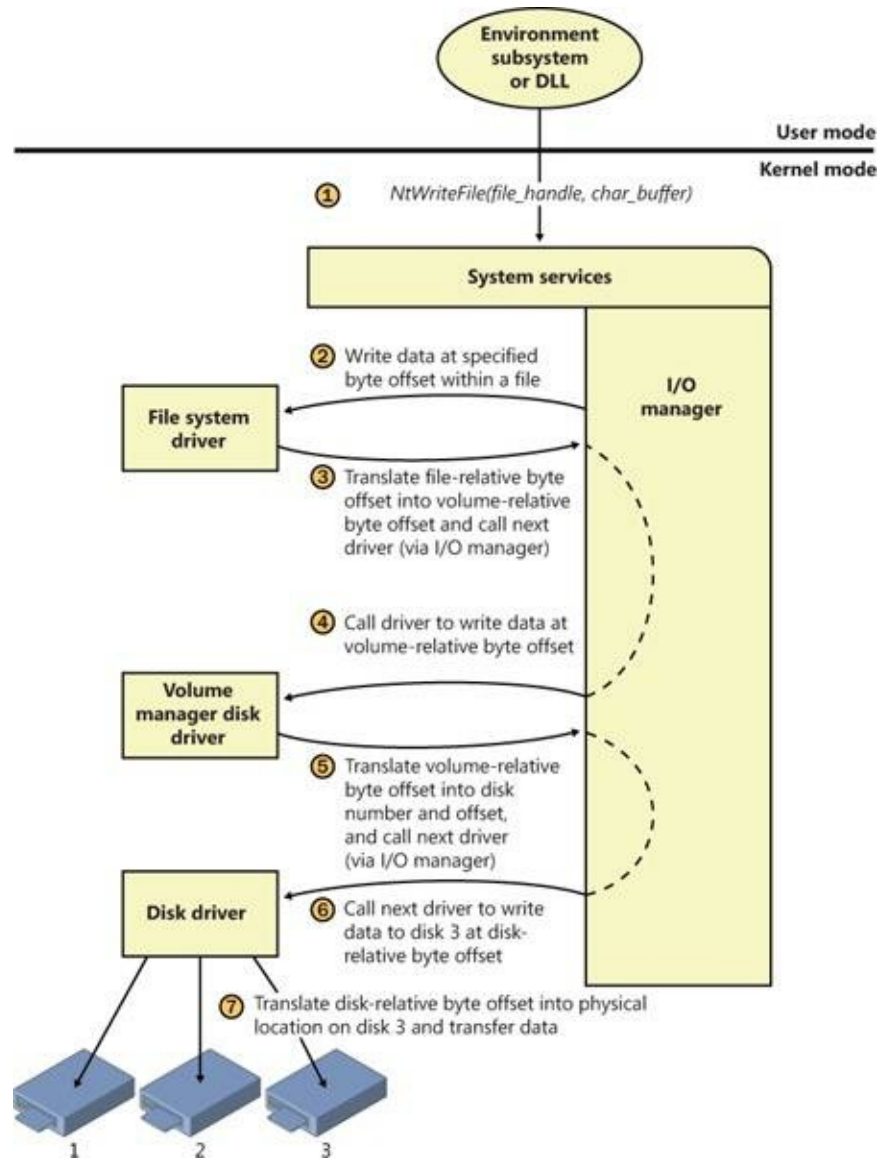 Environment
subsystem
or DLL
User mode
Kernel mode
1 NtWriteFile(file_handle, char_buffer)
System services
2 Write data at specified
byte offset within a file
I/O
manager
File system
driver
3 Translate file-relative byte
offset into volume-relative
byte offset and call next
driver (via I/O manager)
4 Call driver to write data at
volume-relative byte offset
Volume
manager disk
driver
5 Translate volume-relative
byte offset into disk
number and offset,
and call next driver
(via I/O manager)
Disk driver
6 Call next driver to write
data to disk 3 at disk-
relative byte offset
7 Translate disk-relative byte offset into physical
location on disk 3 and transfer data
1 2 3